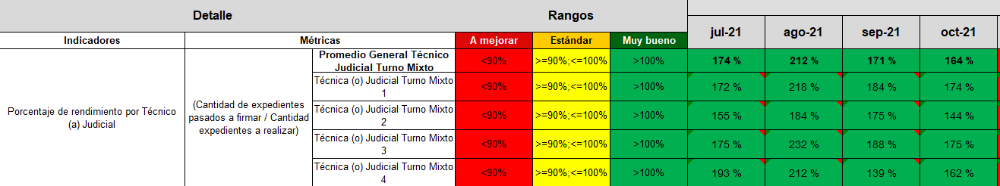 Detalle Rangos
jul-21 ago-21 sep-21 oct-21
Indicadores Métricas A mejorar Estándar Muy bueno
Promedio General Técnico
Judicial Turno Mixto
<90% >=90%;<=100% >100% 174 % 212 % 171 % 164 %
Porcentaje de rendimiento por Técnico
(a) Judicial
(Cantidad de expedientes
pasados a firmar / Cantidad
expedientes a realizar)
Técnica (o) Judicial Turno Mixto
1
<90% >=90%;<=100% >100% 172 % 218 % 184 % 174 %
Técnica (o) Judicial Turno Mixto
2
<90% >=90%;<=100% >100% 155 % 184 % 175 % 144 %
Técnica (o) Judicial Turno Mixto
3
<90% >=90%;<=100% >100% 175 % 232 % 188 % 175 %
Técnica (o) Judicial Turno Mixto
4
<90% >=90%;<=100% >100% 193 % 212 % 139 % 162 %